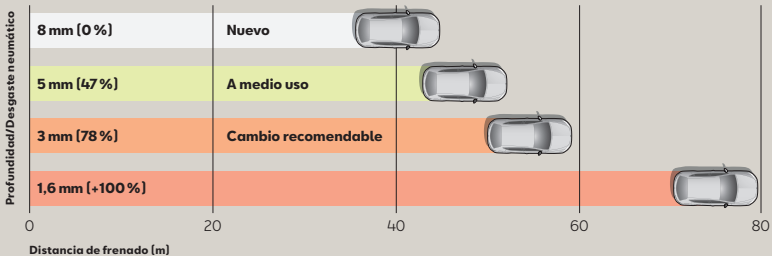 Profundidad/Desgaste neumático
8 mm (0 %) Nuevo
5 mm (47 %) A medio uso
3 mm (78 %) Cambio recomendable
1,6 mm (+100 %)
0 20 40 60 80
Distancia de frenado (m)